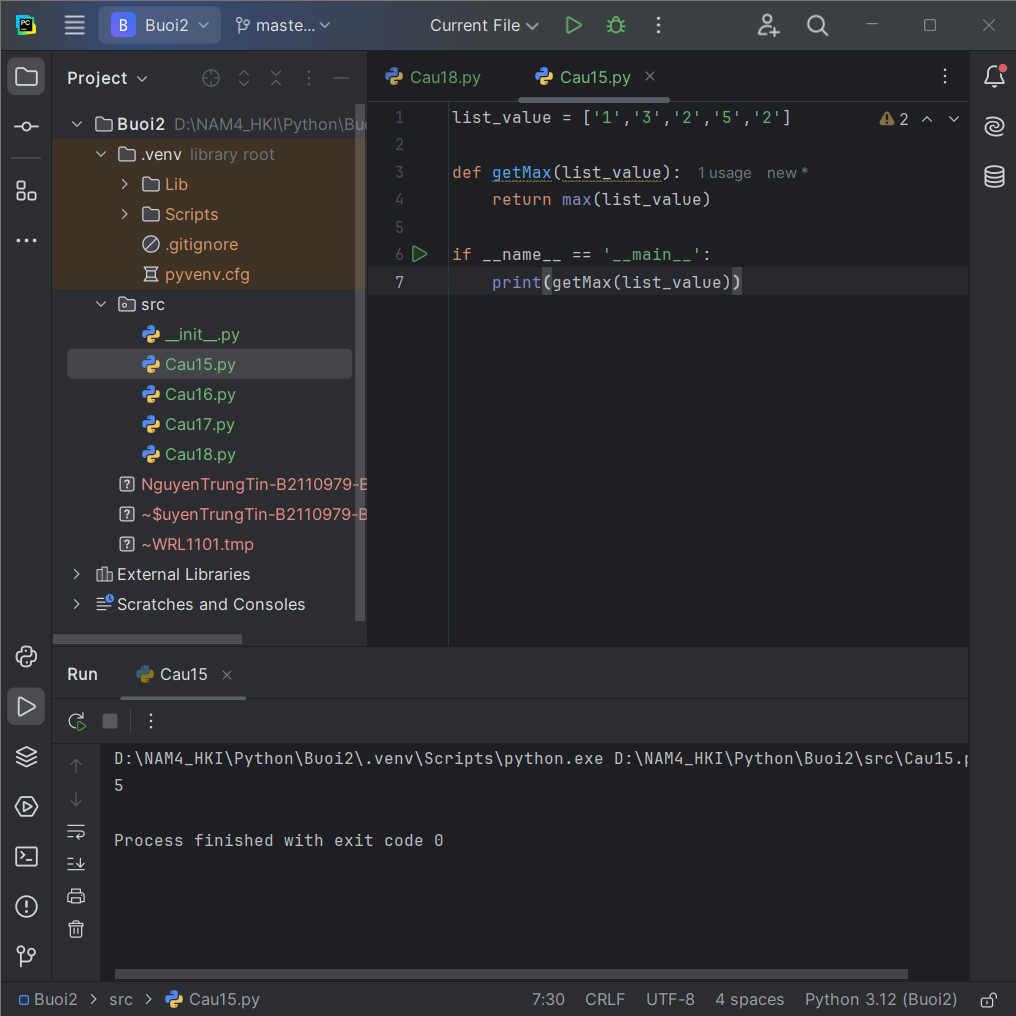 B Buoi2 maste... Current File
Project
Cau18.py Cau15.py
Buoi2 D:\NAM4_HKI\Python\Bu
.venv library root
Lib
Scripts
.gitignore
pyvenv.cfg
src
__init__.py
Cau15.py
Cau16.py
Cau17.py
Cau18.py
NguyenTrungTin-B2110979-B
~$uyenTrungTin-B2110979-B
~WRL1101.tmp
External Libraries
Scratches and Consoles
1 list_value = ['1','3','2','5','2'] 2
2
3 def getMax(list_value): 1 usage new *
4 return max(list_value)
5
6 if __name__ == '__main__':
7 print(getMax(list_value))
Run Cau15
D:\NAM4_HKI\Python\Buoi2\.venv\Scripts\python.exe D:\NAM4_HKI\Python\Buoi2\src\Cau15.p
5
Process finished with exit code 0
Buoi2 > src > Cau15.py 7:30 CRLF UTF-8 4 spaces Python 3.12 (Buoi2)